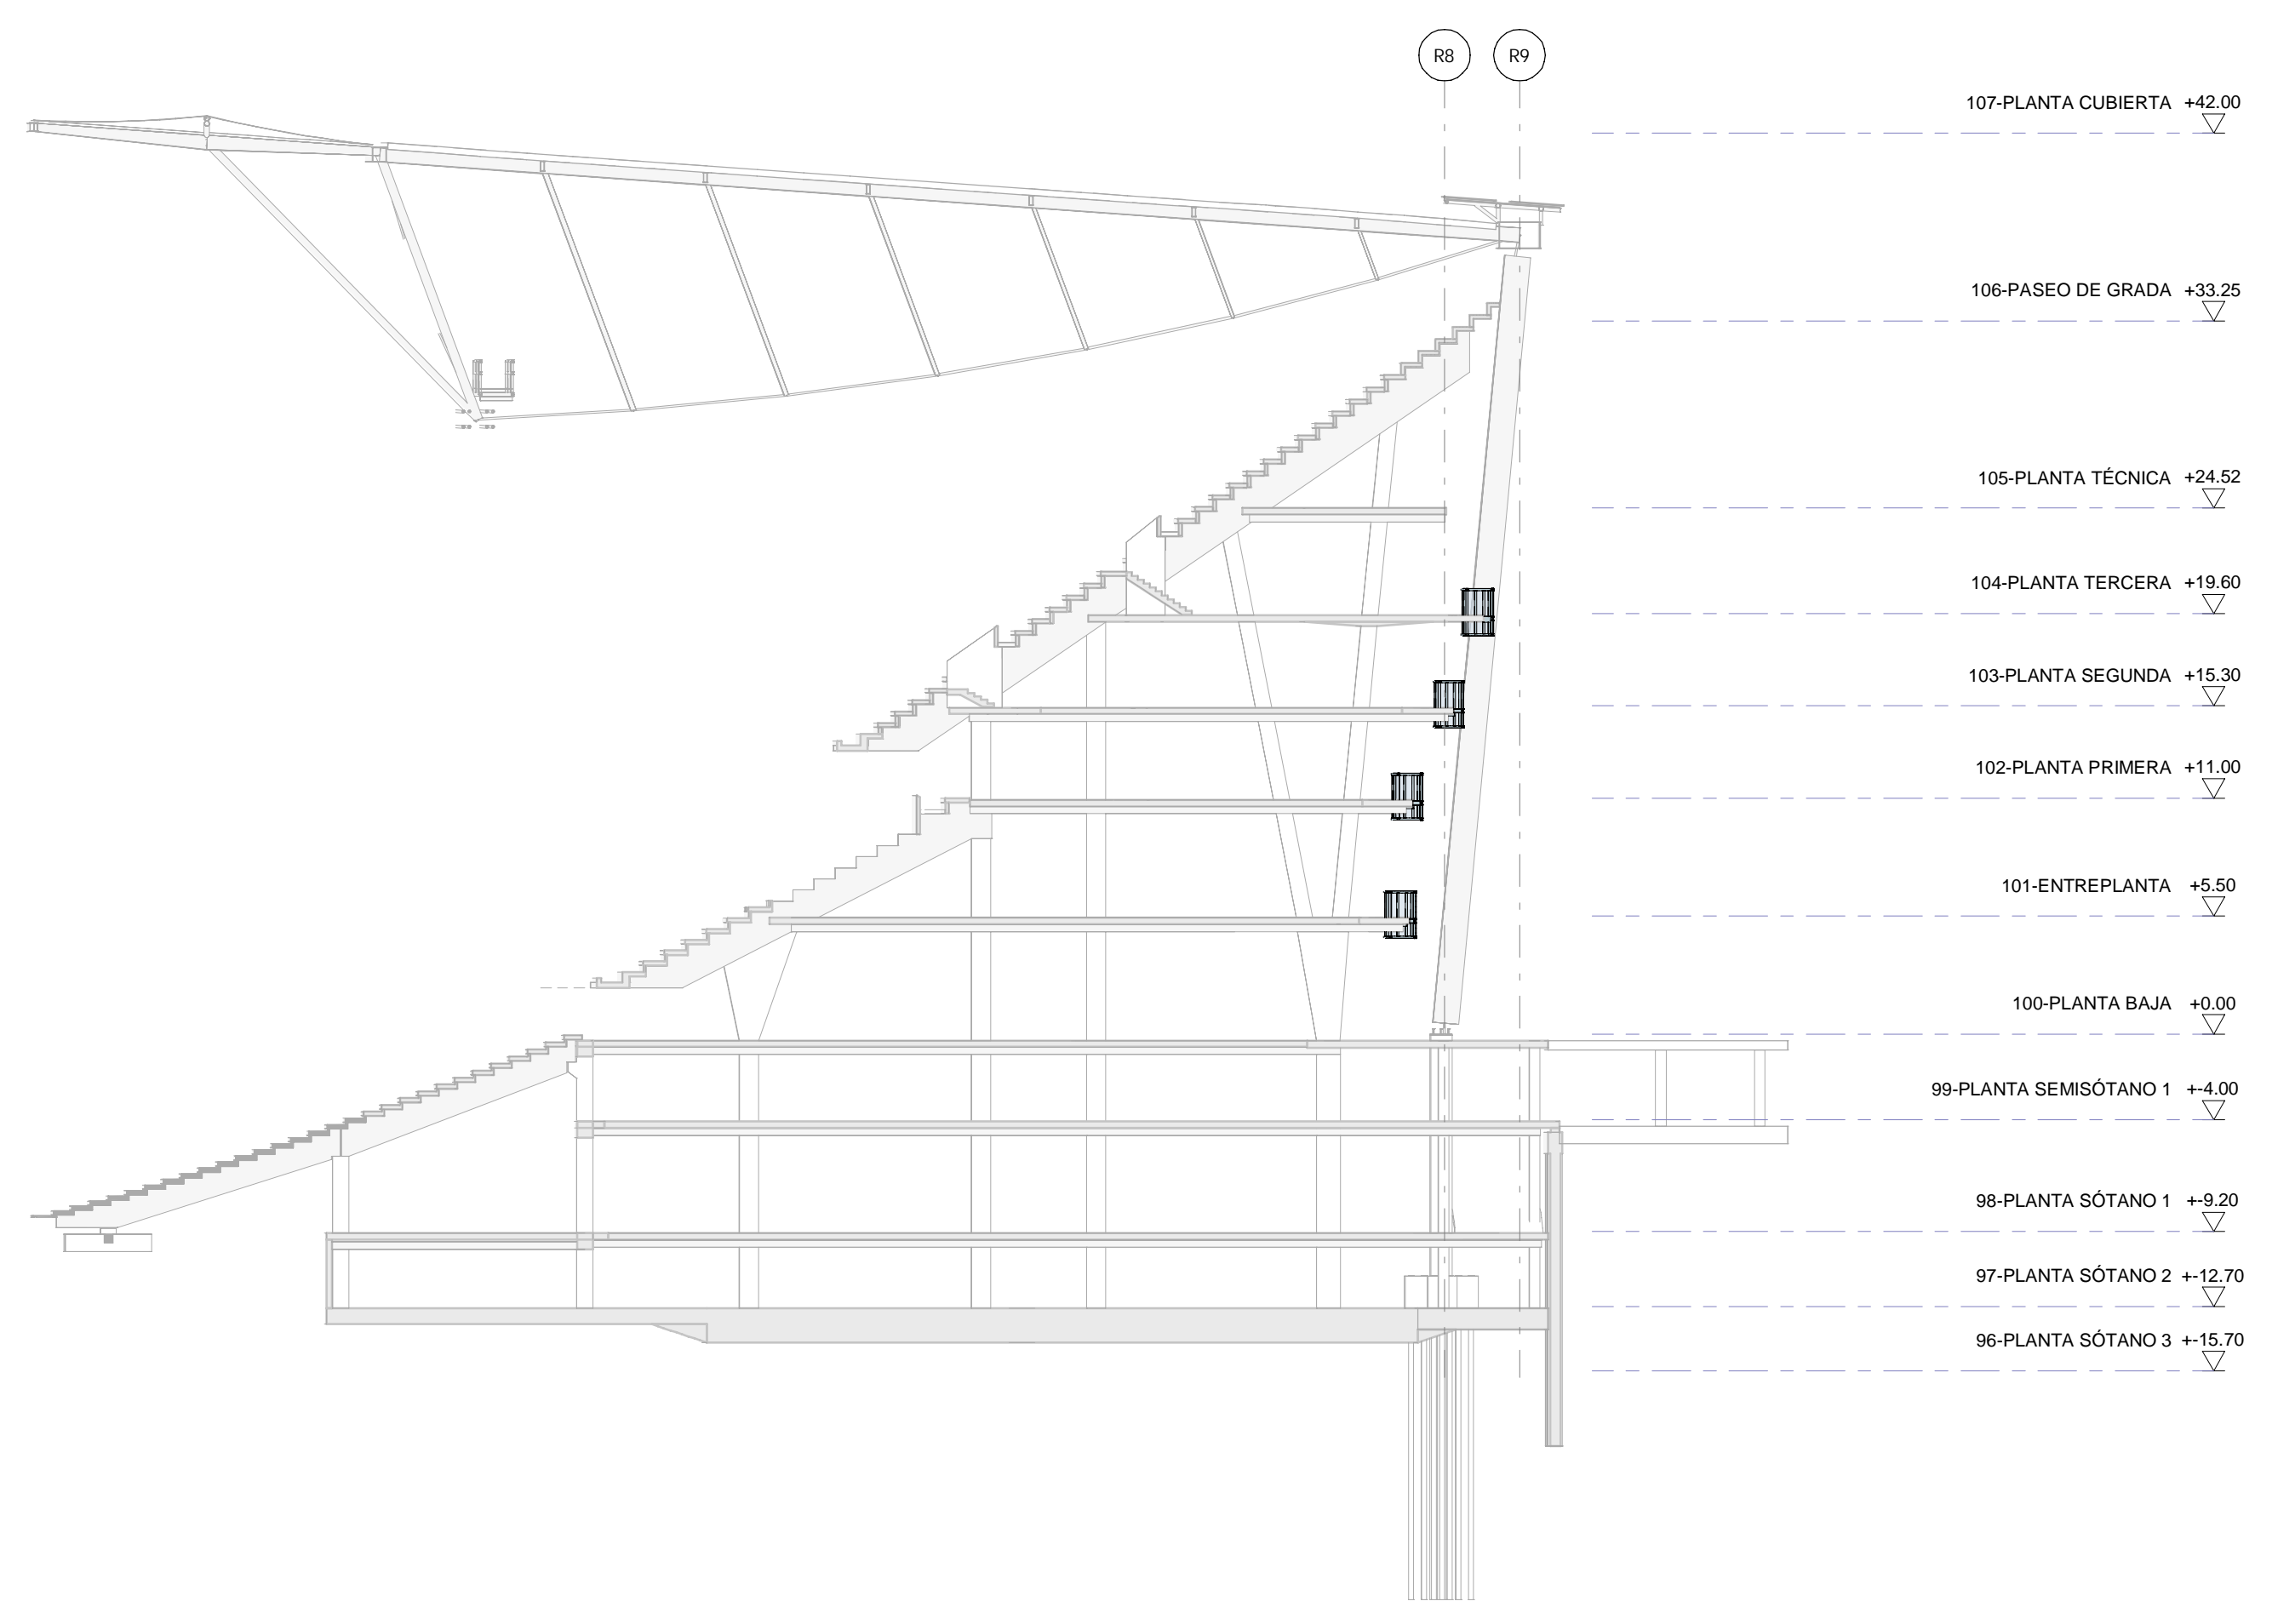 R8 R9
107-PLANTA CUBIERTA +42.00
106-PASEO DE GRADA +33.25
105-PLANTA TÉCNICA +24.52
104-PLANTA TERCERA +19.60
103-PLANTA SEGUNDA +15.30
102-PLANTA PRIMERA +11.00
101-ENTREPLANTA +5.50
100-PLANTA BAJA +0.00
99-PLANTA SEMISÓTANO 1 +-4.00
98-PLANTA SÓTANO 1 +-9.20
97-PLANTA SÓTANO 2 +-12.70
96-PLANTA SÓTANO 3 +-15.70